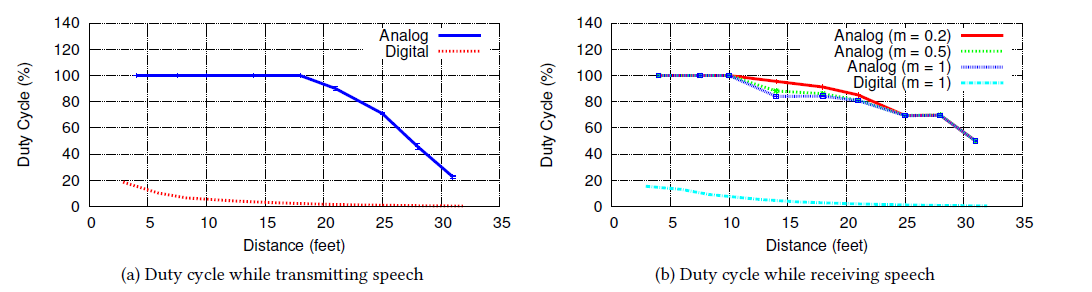 140
120
100
80
60
40
20
0
Duty Cycle (%)
Analog
Digital
0 5 10 15 20 25 30 35
Distance (feet)
(a) Duty cycle while transmitting speech
140
120
100
80
60
40
20
0
Duty Cycle (%)
Analog (m = 0.2)
Analog (m = 0.5)
Analog (m = 1)
Digital (m = 1)
0 5 10 15 20 25 30 35
Distance (feet)
(b) Duty cycle while receiving speech